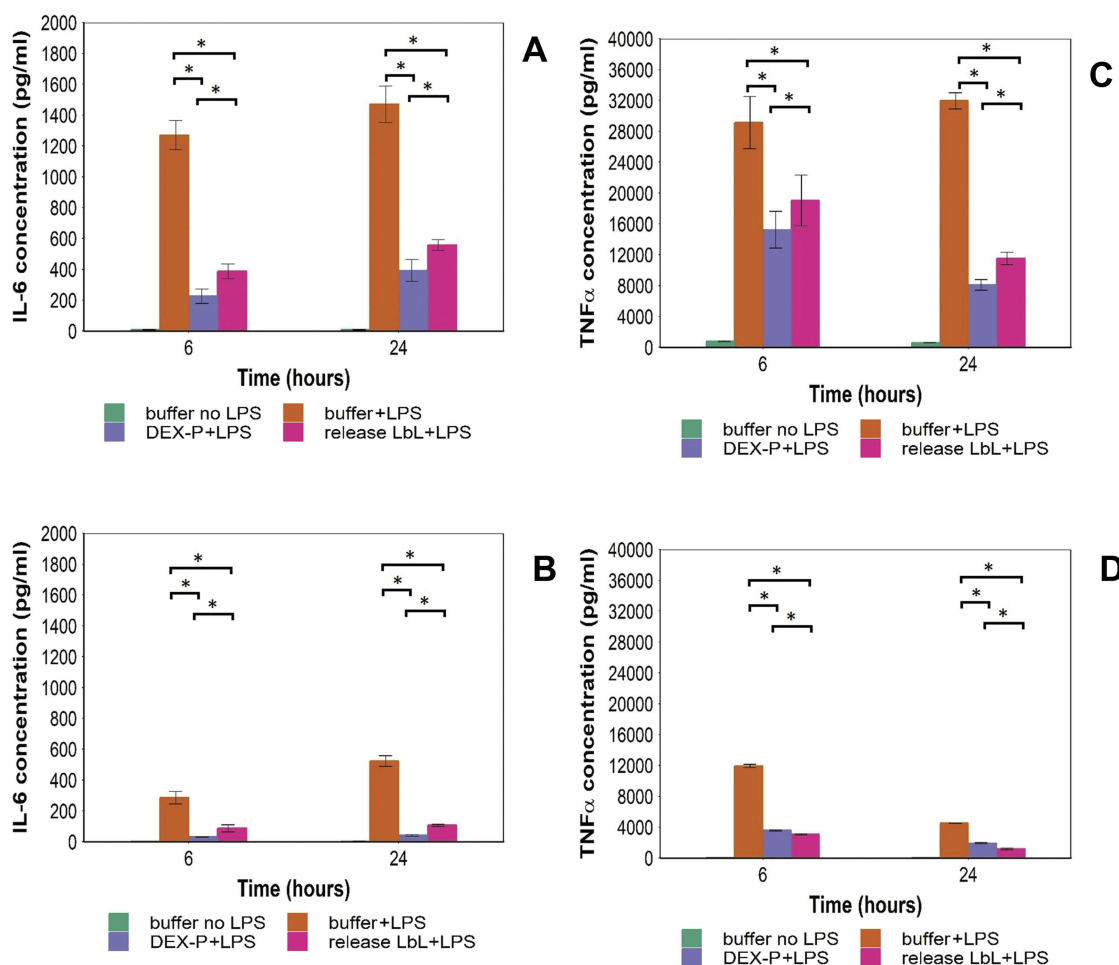 A
IL-6 concentration (pg/ml)
2000
1800
1600
1400
1200
1000
800
600
400
200
0
* * *
* * *
6 24
Time (hours)
buffer no LPS buffer+LPS
DEX-P+LPS release LbL+LPS
C
TNFα concentration (pg/ml)
40000
36000
32000
28000
24000
20000
16000
12000
8000
4000
0
* * *
* * *
6 24
Time (hours)
buffer no LPS buffer+LPS
DEX-P+LPS release LbL+LPS
B
IL-6 concentration (pg/ml)
2000
1800
1600
1400
1200
1000
800
600
400
200
0
* * *
* * *
6 24
Time (hours)
buffer no LPS buffer+LPS
DEX-P+LPS release LbL+LPS
D
TNFα concentration (pg/ml)
40000
36000
32000
28000
24000
20000
16000
12000
8000
4000
0
* * *
* * *
6 24
Time (hours)
buffer no LPS buffer+LPS
DEX-P+LPS release LbL+LPS